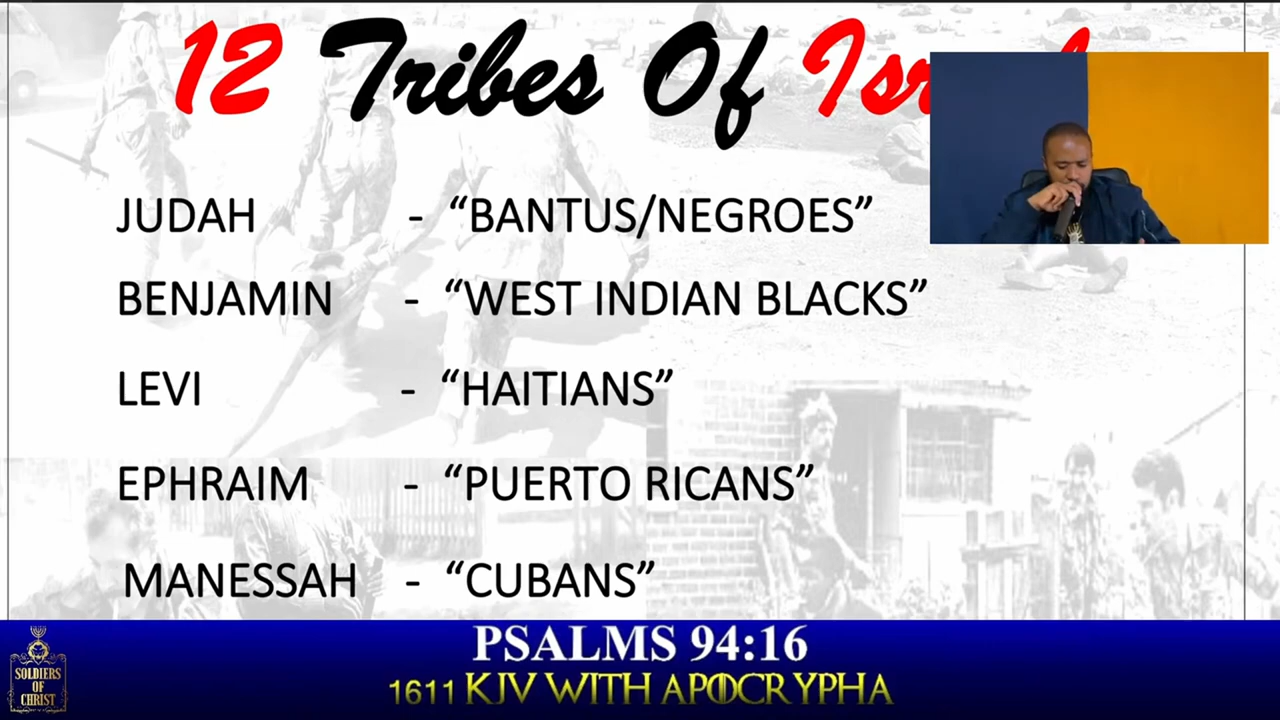 12 Tribes Of
JUDAH - “BANTUS/NEGROES”
BENJAMIN - “WEST INDIAN BLACKS”
LEVI - “HAITIANS”
EPHRAIM - “PUERTO RICANS”
MANESSAH - “CUBANS”
PSALMS 94:16
1611 KJV WITH APOCRYPHA
SOLDIERS
OF
CHRIST